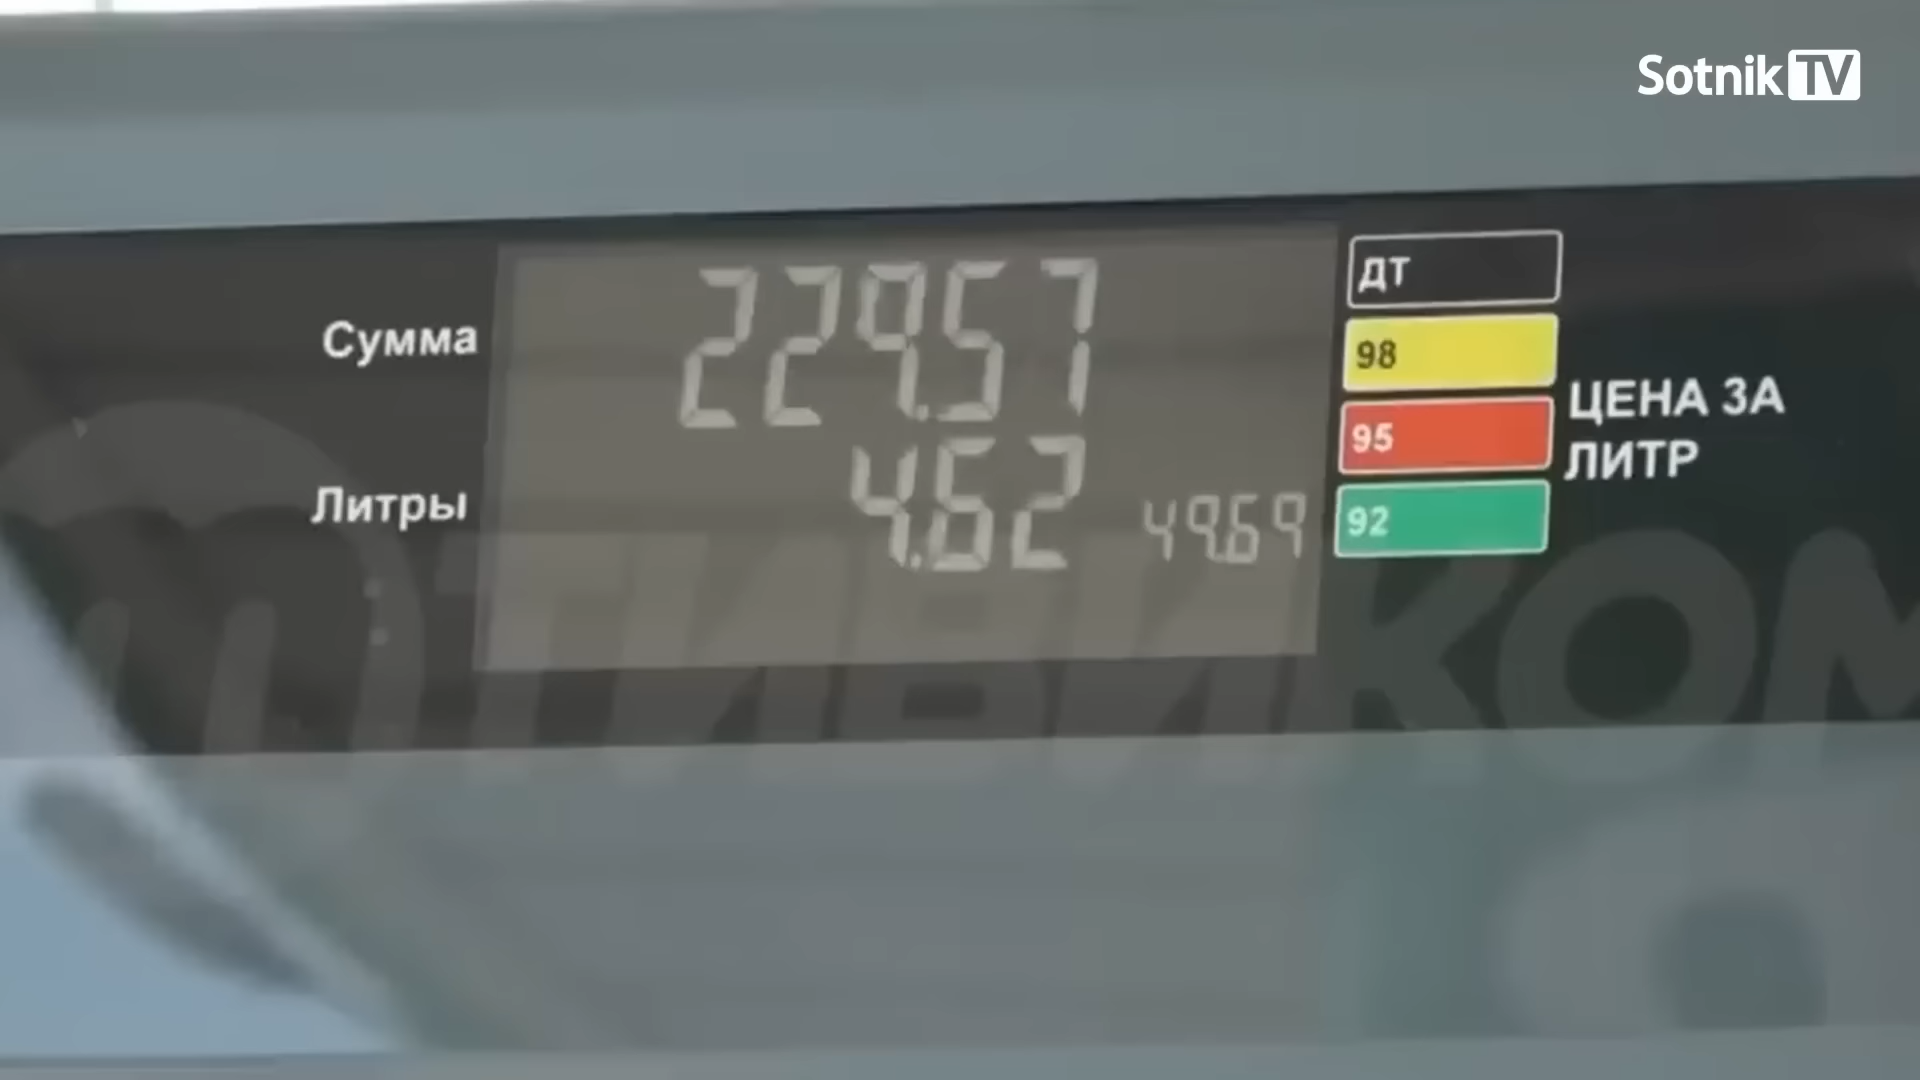 Sotnik TV
Сумма 229.57
Литры 4.62 49.69
ДТ
98
95
92
ЦЕНА ЗА
ЛИТР